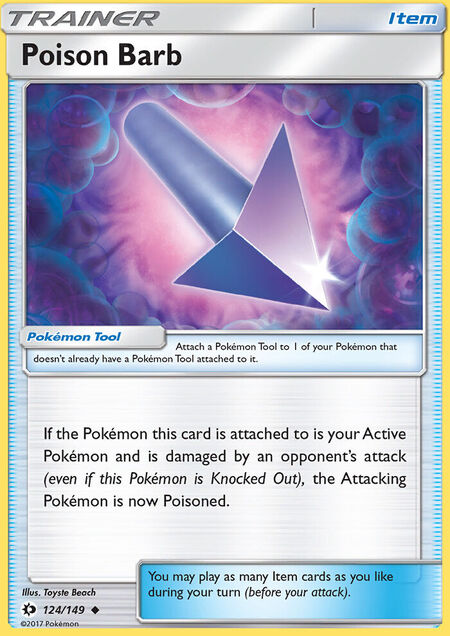 TRAINER
Item
Poison Barb
Pokémon Tool
Attach a Pokémon Tool to 1 of your Pokémon that
doesn't already have a Pokémon Tool attached to it.
If the Pokémon this card is attached to is your Active
Pokémon and is damaged by an opponent's attack
(even if this Pokémon is Knocked Out), the Attacking
Pokémon is now Poisoned.
Illus. Toyste Beach
124/149
©2017 Pokémon
You may play as many Item cards as you like
during your turn (before your attack).